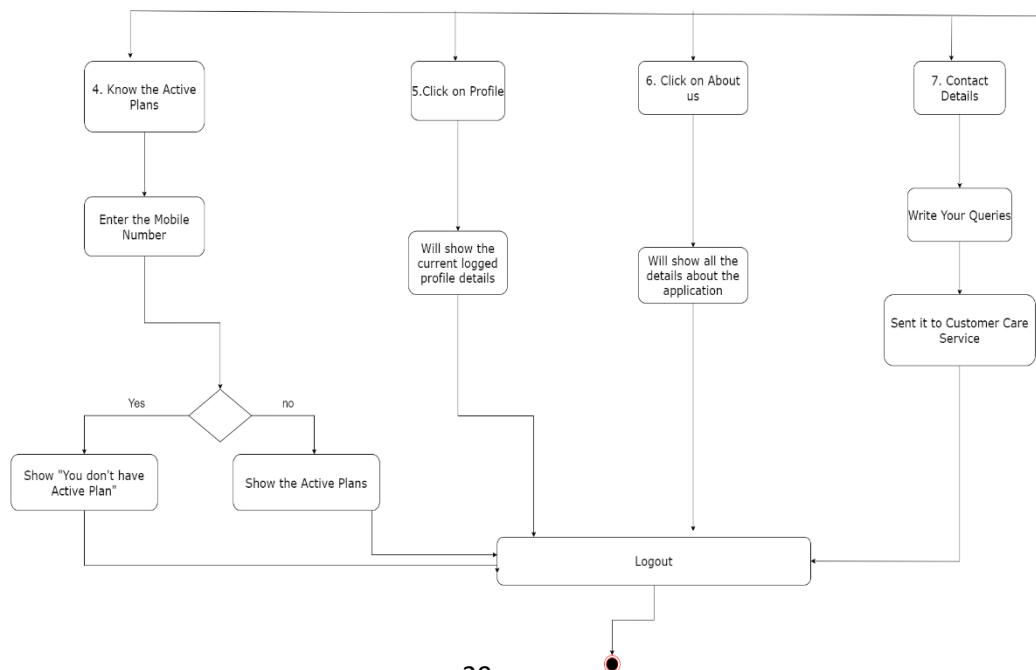 4. Know the Active
Plans
5.Click on Profile
6. Click on About
us
7. Contact
Details
Enter the Mobile
Number
Write Your Queries
Will show the
current logged
profile details
Will show all the
details about the
application
Sent it to Customer Care
Service
Yes
no
Show "You don't have
Active Plan"
Show the Active Plans
Logout